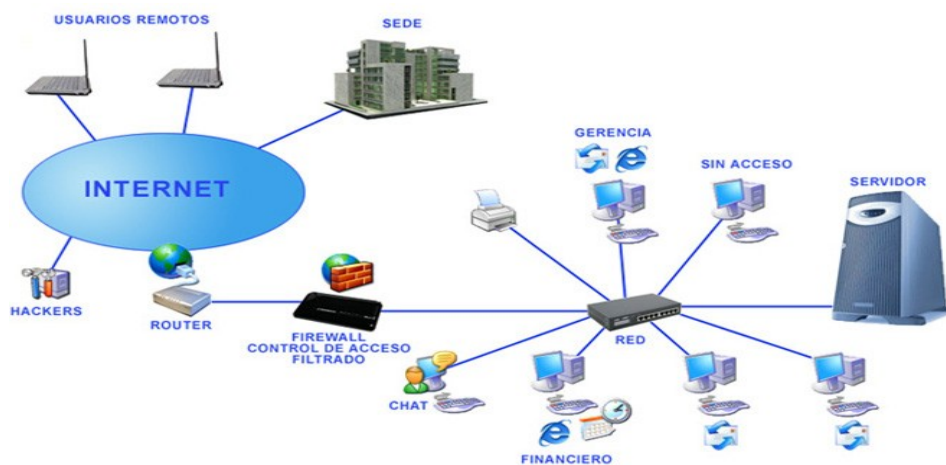 USUARIOS REMOTOS
SEDE
INTERNET
GERENCIA
SIN ACCESO
SERVIDOR
HACKERS
ROUTER
FIREWALL
CONTROL DE ACCESO
FILTRADO
RED
CHAT
FINANCIERO